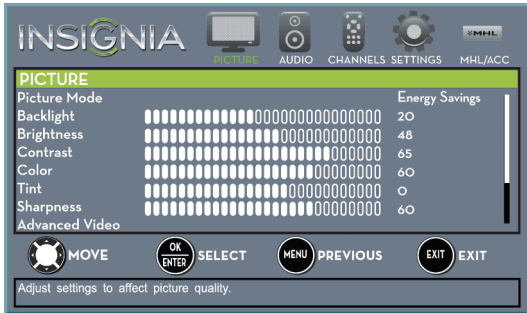 INSIGNIA
PICTURE AUDIO CHANNELS SETTINGS MHL/ACC
MHL
PICTURE
Picture Mode Energy Savings
Backlight 20
Brightness 48
Contrast 65
Color 60
Tint 0
Sharpness 60
Advanced Video
MOVE OK ENTER SELECT MENU PREVIOUS EXIT EXIT
Adjust settings to affect picture quality.